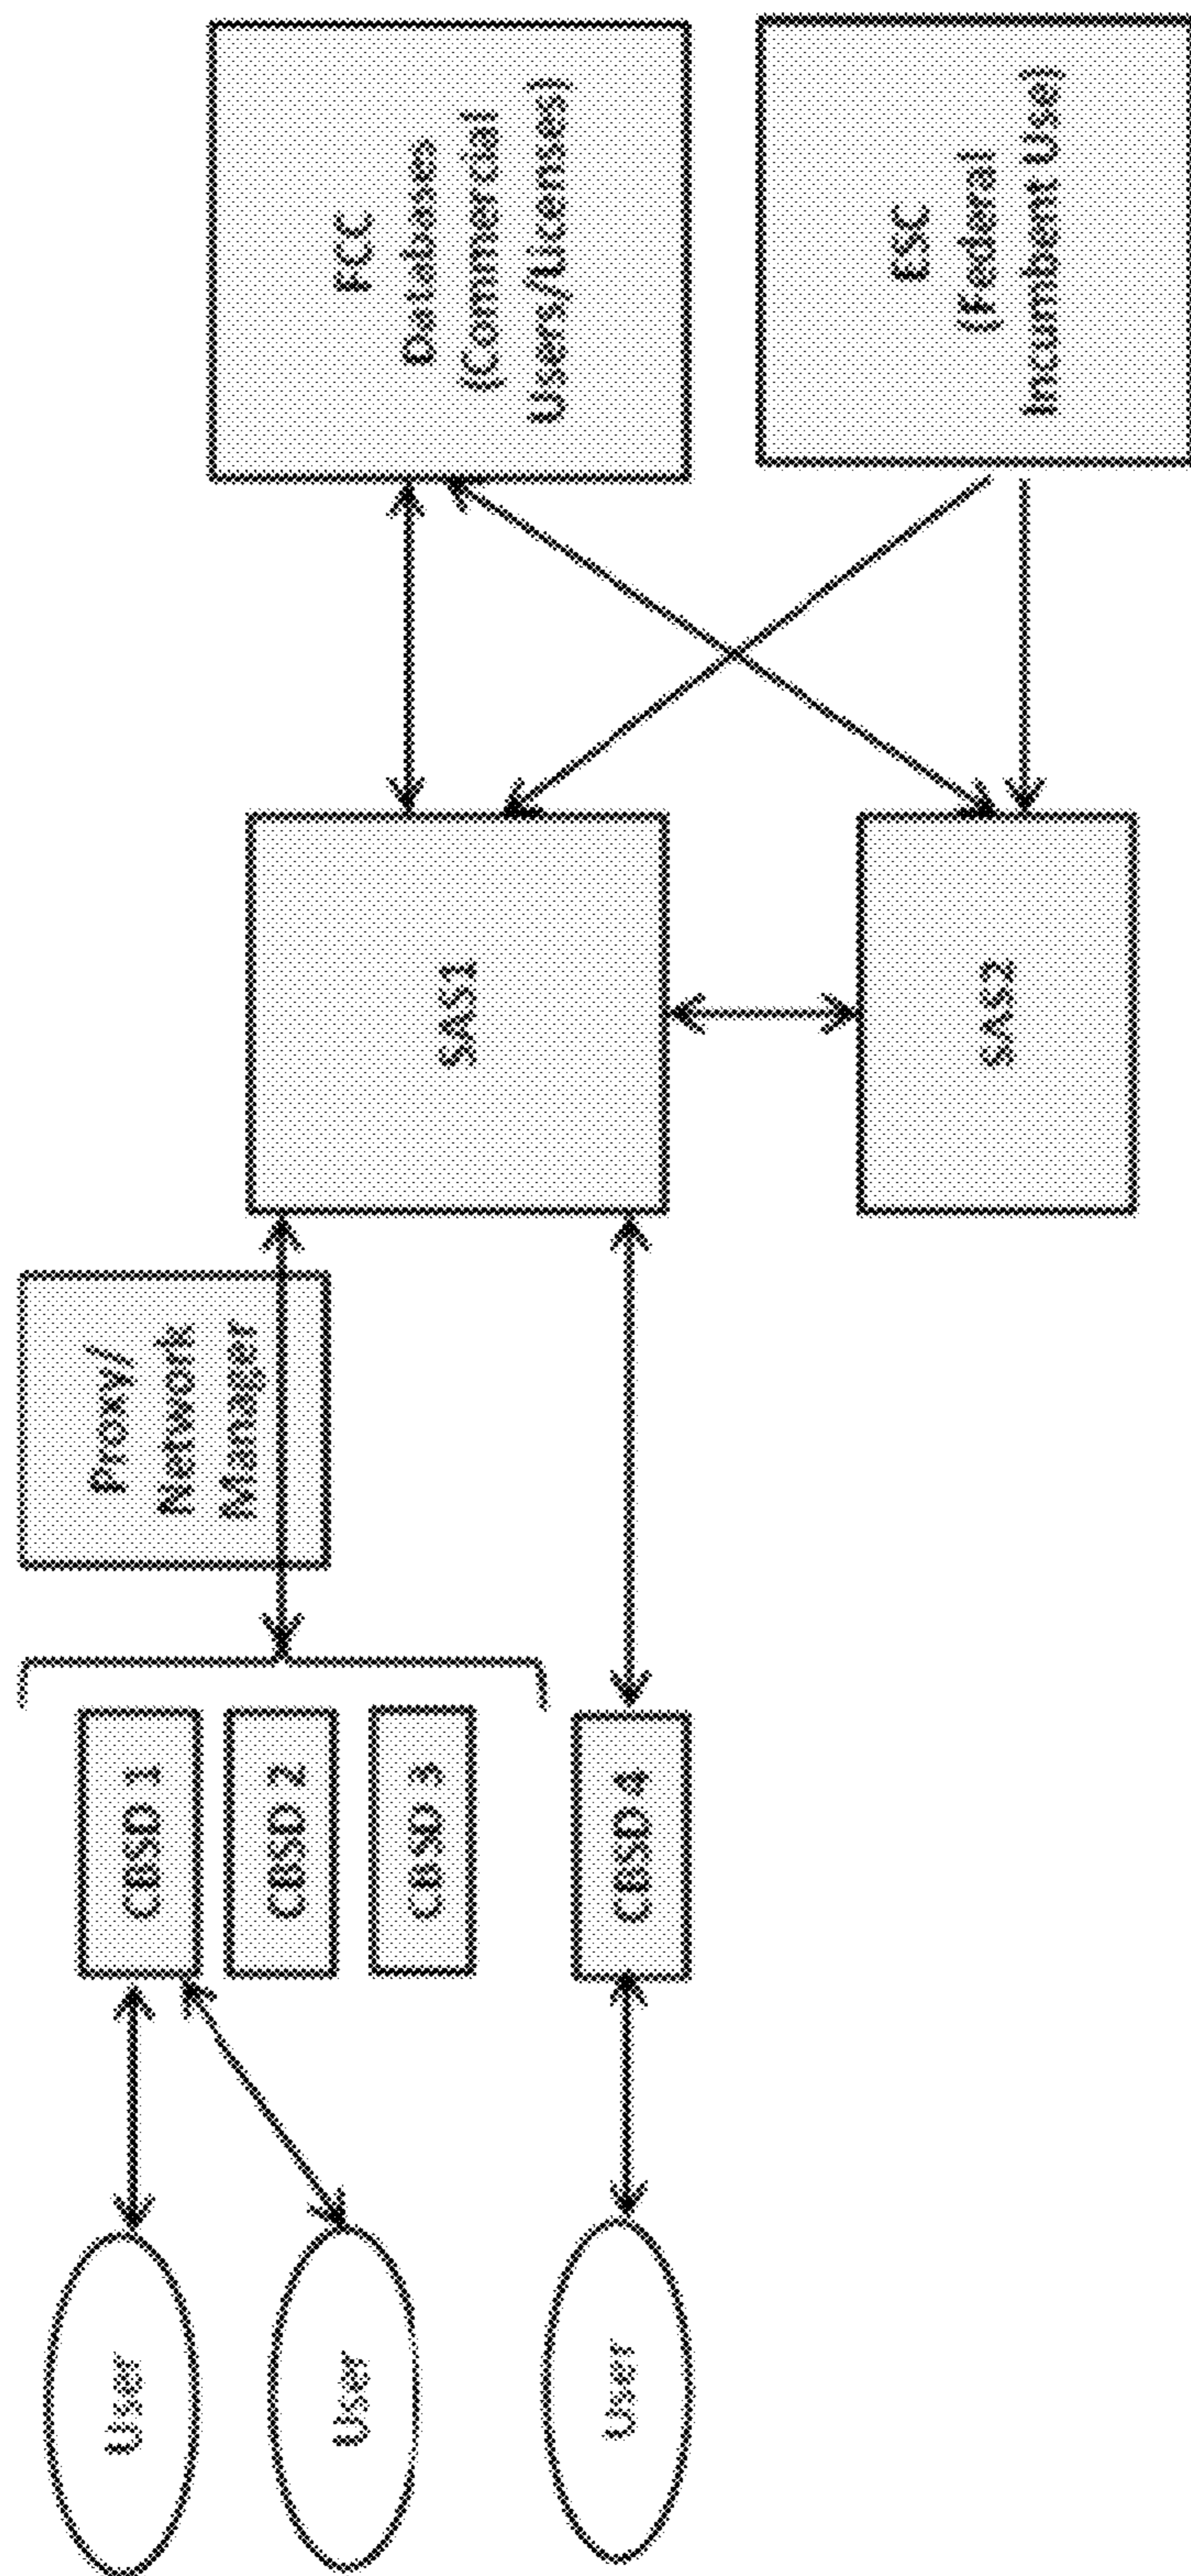 User
User
User
CBSD 1
CBSD 2
CBSD 3
CBSD 4
Proxy/
Network
Manager
SAS1
SAS2
FCC
Databases
(Commercial
Users/Licenses)
ESC
(Federal
Incumbent Use)